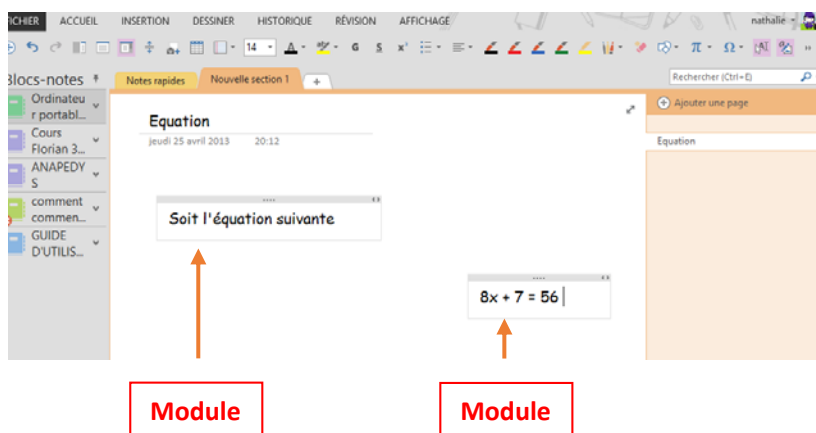 FICHIER ACCUEIL INSERTION DESSINER HISTORIQUE RÉVISION AFFICHAGE nathalie
14 A G S x² π Ω
Blocs-notes Notes rapides Nouvelle section 1 + Rechercher (Ctrl+E)
Ordinateu
r portabl...
Cours
Florian 3...
ANAPEDY
S
comment
commen...
GUIDE
D'UTILIS...
Equation
jeudi 25 avril 2013 20:12
Soit l'équation suivante
8x + 7 = 56
Ajouter une page
Equation
Module Module